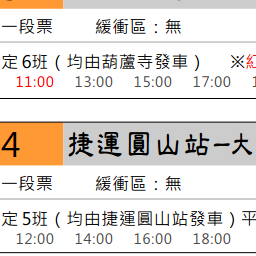 一段票 緩衝區：無
定 6班（均由葫蘆寺發車） ※紅
11:00 13:00 15:00 17:00
4 捷運圓山站－大
一段票 緩衝區：無
定 5班（均由捷運圓山站發車）平
12:00 14:00 16:00 18:00